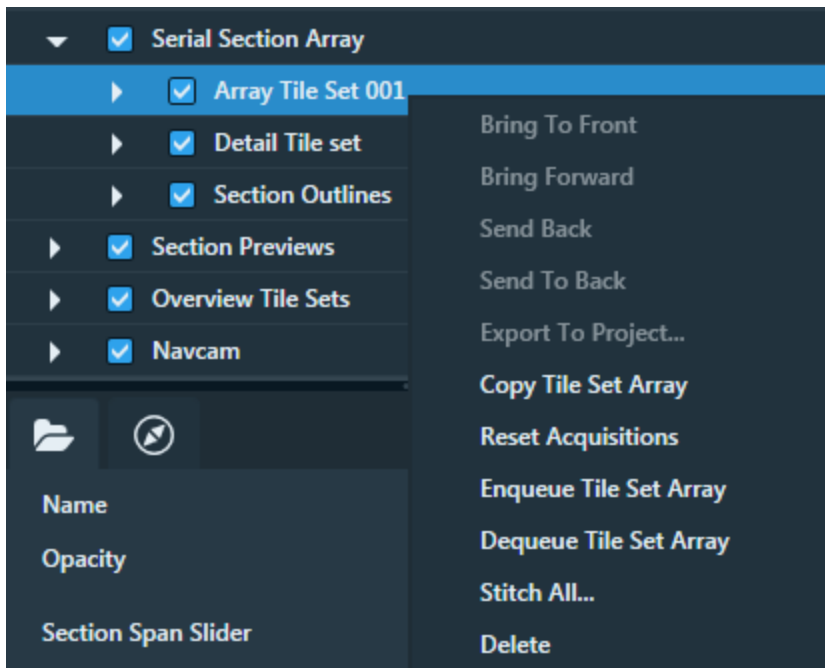 Serial Section Array
Array Tile Set 001
Detail Tile set
Section Outlines
Section Previews
Overview Tile Sets
Navcam
Name
Opacity
Section Span Slider
Bring To Front
Bring Forward
Send Back
Send To Back
Export To Project...
Copy Tile Set Array
Reset Acquisitions
Enqueue Tile Set Array
Dequeue Tile Set Array
Stitch All...
Delete